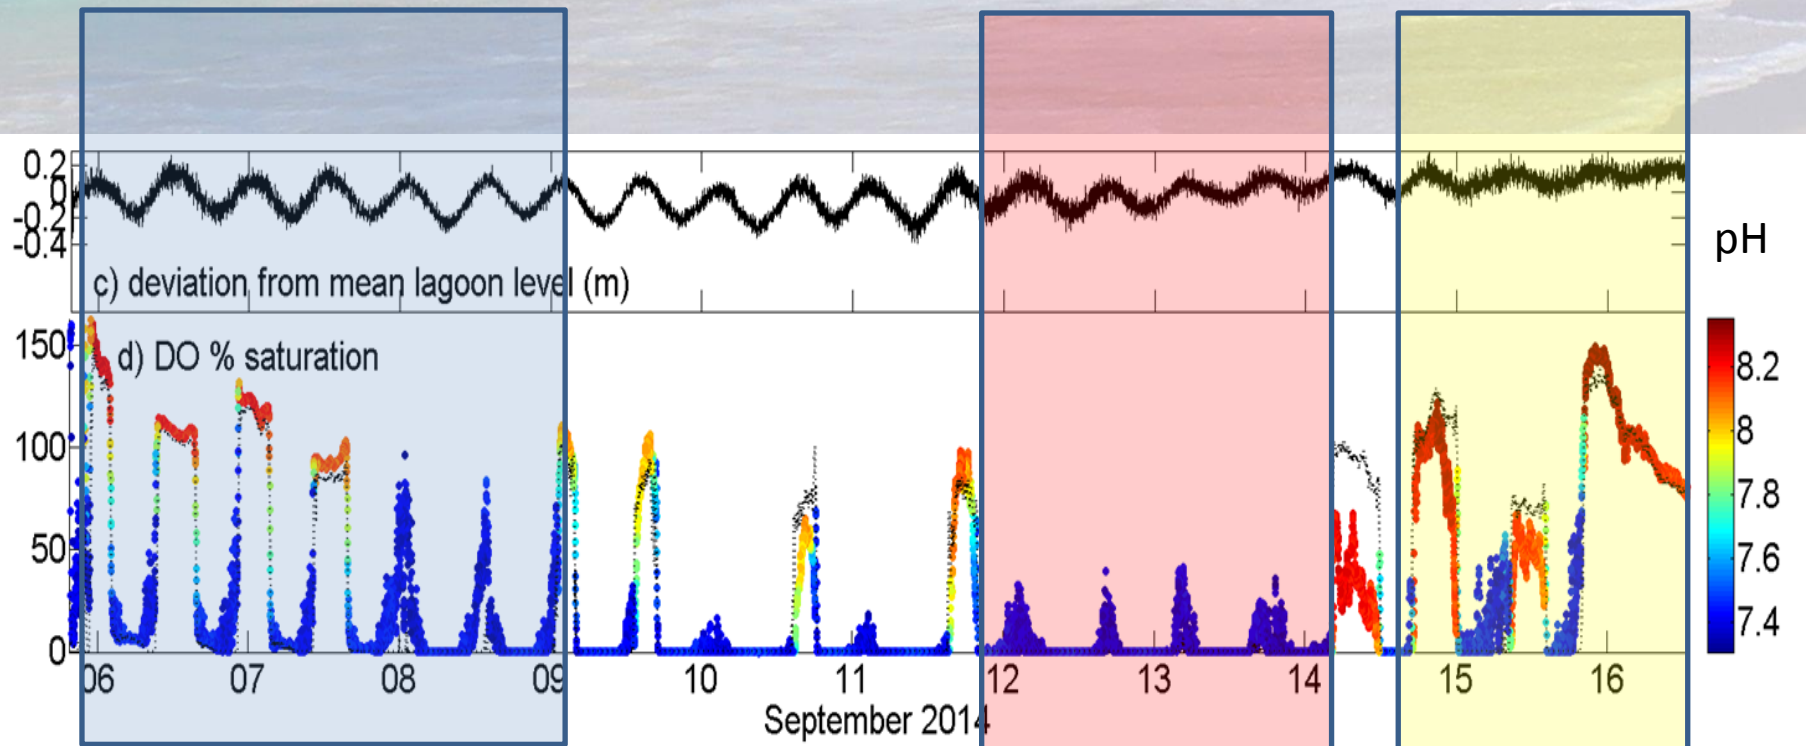 0.2
0
-0.2
-0.4
c) deviation from mean lagoon level (m)
pH
150
100
50
0
d) DO % saturation
8.2
8
7.8
7.6
7.4
06 07 08 09 10 11 12 13 14 15 16
September 2014